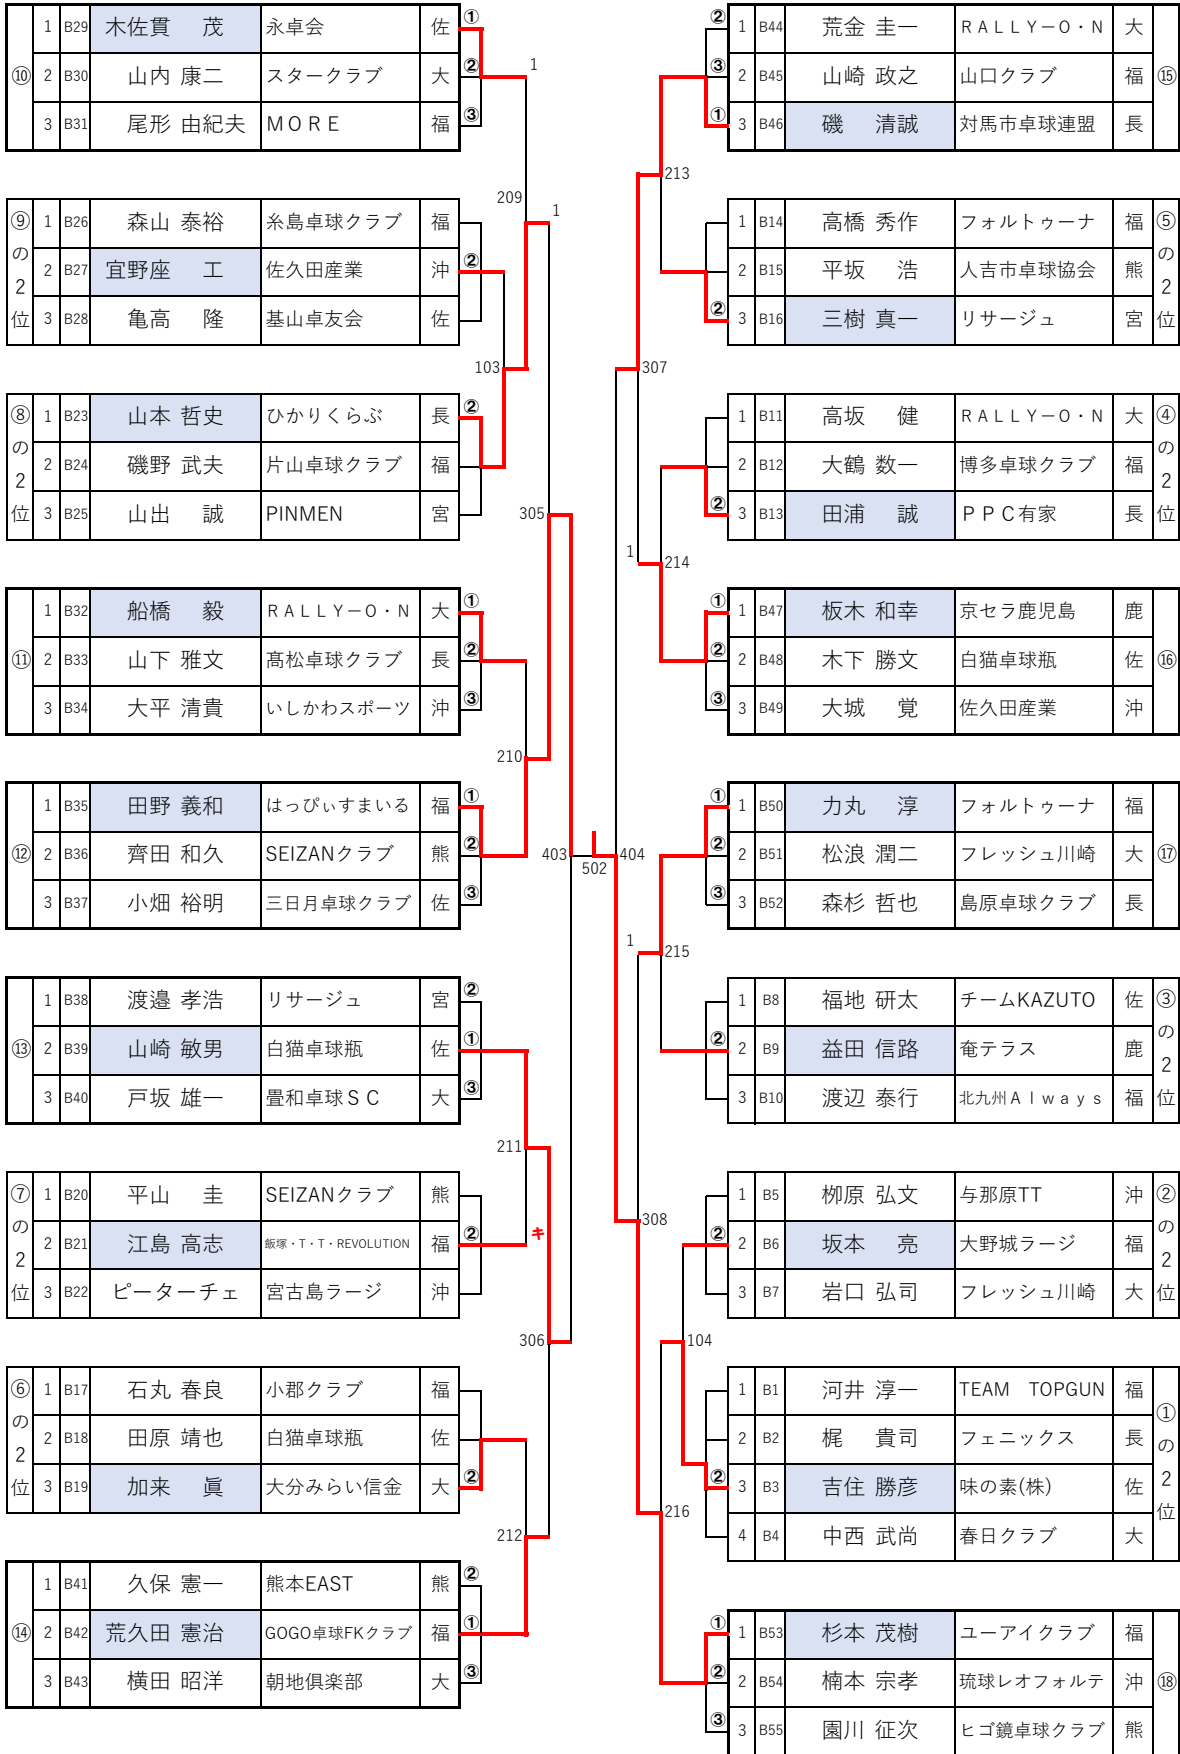 ⑩ 1 B29 木佐貫 茂 永卓会 佐 ①
2 B30 山内 康二 スタークラブ 大 ②
3 B31 尾形 由紀夫 MORE 福 ③
1
209
⑨の2位 1 B26 森山 泰裕 糸島卓球クラブ 福
2 B27 宜野座 工 佐久田産業 沖 ②
3 B28 亀高 隆 基山卓友会 佐
1
103
⑧の2位 1 B23 山本 哲史 ひかりくらぶ 長 ②
2 B24 磯野 武夫 片山卓球クラブ 福
3 B25 山出 誠 PINMEN 宮
305
⑪ 1 B32 船橋 毅 RALLY－O・N 大 ①
2 B33 山下 雅文 髙松卓球クラブ 長 ②
3 B34 大平 清貴 いしかわスポーツ 沖 ③
210
⑫ 1 B35 田野 義和 はっぴぃすまいる 福 ①
2 B36 齊田 和久 SEIZANクラブ 熊 ②
3 B37 小畑 裕明 三日月卓球クラブ 佐 ③
403
502
404
⑬ 1 B38 渡邉 孝浩 リサージュ 宮 ②
2 B39 山崎 敏男 白猫卓球瓶 佐 ①
3 B40 戸坂 雄一 畳和卓球SC 大 ③
211
⑦の2位 1 B20 平山 圭 SEIZANクラブ 熊
2 B21 江島 高志 飯塚・T・T・REVOLUTION 福 ②
3 B22 ピーターチェ 宮古島ラージ 沖
キ
306
⑥の2位 1 B17 石丸 春良 小郡クラブ 福
2 B18 田原 靖也 白猫卓球瓶 佐
3 B19 加来 眞 大分みらい信金 大 ②
212
⑭ 1 B41 久保 憲一 熊本EAST 熊 ②
2 B42 荒久田 憲治 GOGO卓球FKクラブ 福 ①
3 B43 横田 昭洋 朝地倶楽部 大 ③
② 1 B44 荒金 圭一 RALLY－O・N 大 ⑮
③ 2 B45 山崎 政之 山口クラブ 福
① 3 B46 磯 清誠 対馬市卓球連盟 長
213
1 B14 高橋 秀作 フォルトゥーナ 福 ⑤の2位
2 B15 平坂 浩 人吉市卓球協会 熊
② 3 B16 三樹 真一 リサージュ 宮
307
1 B11 高坂 健 RALLY－O・N 大 ④の2位
2 B12 大鶴 数一 博多卓球クラブ 福
② 3 B13 田浦 誠 PPC有家 長
1
214
① 1 B47 板木 和幸 京セラ鹿児島 鹿 ⑯
② 2 B48 木下 勝文 白猫卓球瓶 佐
③ 3 B49 大城 覚 佐久田産業 沖
① 1 B50 力丸 淳 フォルトゥーナ 福 ⑰
② 2 B51 松浪 潤二 フレッシュ川崎 大
③ 3 B52 森杉 哲也 島原卓球クラブ 長
1
215
1 B8 福地 研太 チームKAZUTO 佐 ③の2位
② 2 B9 益田 信路 奄テラス 鹿
3 B10 渡辺 泰行 北九州Always 福
308
1 B5 栁原 弘文 与那原TT 沖 ②の2位
② 2 B6 坂本 亮 大野城ラージ 福
3 B7 岩口 弘司 フレッシュ川崎 大
104
1 B1 河井 淳一 TEAM TOPGUN 福 ①の2位
2 B2 梶 貴司 フェニックス 長
② 3 B3 吉住 勝彦 味の素(株) 佐
4 B4 中西 武尚 春日クラブ 大
216
① 1 B53 杉本 茂樹 ユーアイクラブ 福 ⑱
② 2 B54 楠本 宗孝 琉球レオフォルテ 沖
③ 3 B55 園川 征次 ヒゴ鏡卓球クラブ 熊